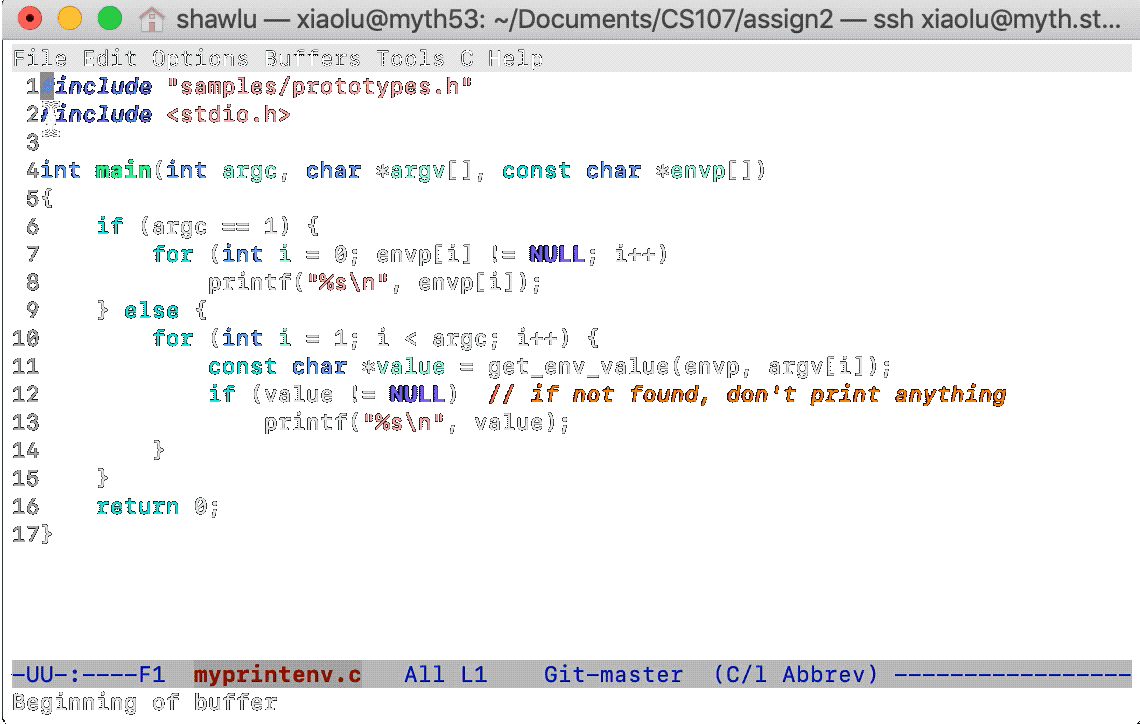 shawlu — xiaolu@myth53: ~/Documents/CS107/assign2 — ssh xiaolu@myth.st...
File Edit Options Buffers Tools C Help
1#include "samples/prototypes.h"
2#include <stdio.h>
3
4int main(int argc, char *argv[], const char *envp[])
5{
6    if (argc == 1) {
7        for (int i = 0; envp[i] != NULL; i++)
8            printf("%s\n", envp[i]);
9    } else {
10        for (int i = 1; i < argc; i++) {
11            const char *value = get_env_value(envp, argv[i]);
12            if (value != NULL)  // if not found, don't print anything
13                printf("%s\n", value);
14        }
15    }
16    return 0;
17}
-UU-:----F1  myprintenv.c   All L1    Git-master  (C/l Abbrev) -----------------
Beginning of buffer